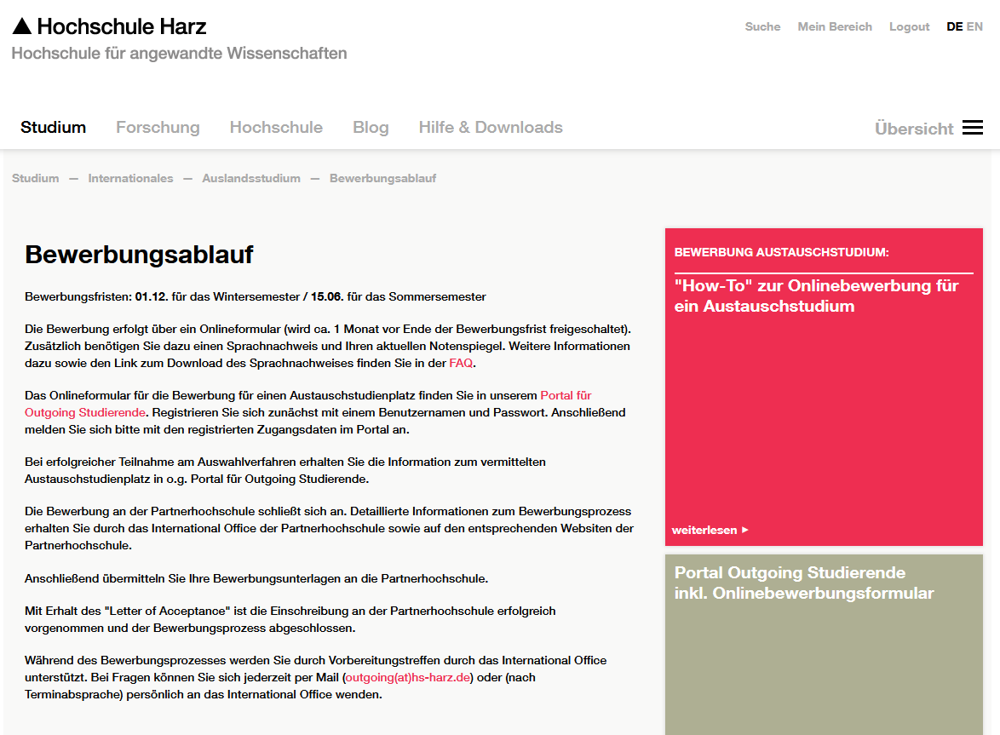 ▲ Hochschule Harz
Hochschule für angewandte Wissenschaften
Suche Mein Bereich Logout DE EN
Studium Forschung Hochschule Blog Hilfe & Downloads Übersicht
Studium — Internationales — Auslandsstudium — Bewerbungsablauf
Bewerbungsablauf
Bewerbungsfristen: 01.12. für das Wintersemester / 15.06. für das Sommersemester
Die Bewerbung erfolgt über ein Onlineformular (wird ca. 1 Monat vor Ende der Bewerbungsfrist freigeschaltet).
Zusätzlich benötigen Sie dazu einen Sprachnachweis und Ihren aktuellen Notenspiegel. Weitere Informationen
dazu sowie den Link zum Download des Sprachnachweises finden Sie in der FAQ.
Das Onlineformular für die Bewerbung für einen Austauschstudienplatz finden Sie in unserem Portal für
Outgoing Studierende. Registrieren Sie sich zunächst mit einem Benutzernamen und Passwort. Anschließend
melden Sie sich bitte mit den registrierten Zugangsdaten im Portal an.
Bei erfolgreicher Teilnahme am Auswahlverfahren erhalten Sie die Information zum vermittelten
Austauschstudienplatz in o.g. Portal für Outgoing Studierende.
Die Bewerbung an der Partnerhochschule schließt sich an. Detaillierte Informationen zum Bewerbungsprozess
erhalten Sie durch das International Office der Partnerhochschule sowie auf den entsprechenden Websiten der
Partnerhochschule.
Anschließend übermitteln Sie Ihre Bewerbungsunterlagen an die Partnerhochschule.
Mit Erhalt des "Letter of Acceptance" ist die Einschreibung an der Partnerhochschule erfolgreich
vorgenommen und der Bewerbungsprozess abgeschlossen.
Während des Bewerbungsprozesses werden Sie durch Vorbereitungstreffen durch das International Office
unterstützt. Bei Fragen können Sie sich jederzeit per Mail (outgoing(at)hs-harz.de) oder (nach
Terminabsprache) persönlich an das International Office wenden.
BEWERBUNG AUSTAUSCHSTUDIUM:
"How-To" zur Onlinebewerbung für
ein Austauschstudium
weiterlesen ▸
Portal Outgoing Studierende
inkl. Onlinebewerbungsformular